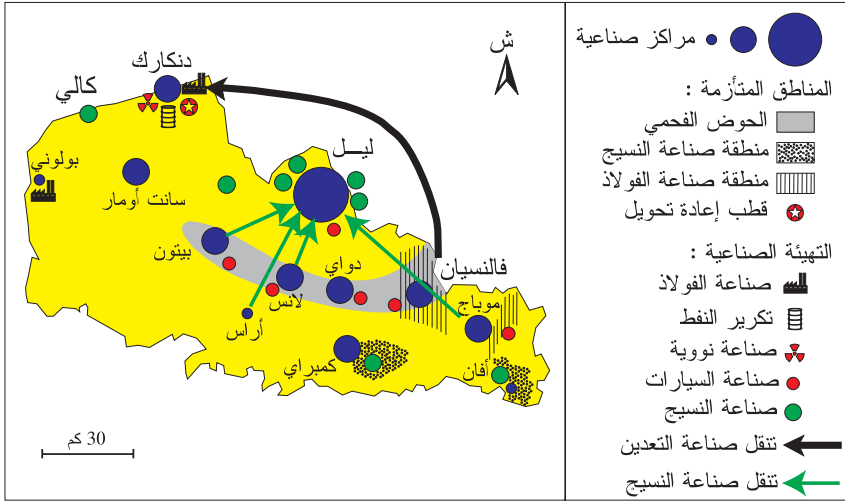 ش
دنكارك
كالي
ليـــل
بولوني
سانت أومار
بيتون
دواي
فالنسيان
لانس
موباج
أراس
كمبراي
أفان
30 كم
مراكز صناعية
المناطق المتأزمة :
الحوض الفحمي
منطقة صناعة النسيج
منطقة صناعة الفولاذ
قطب إعادة تحويل
التهيئة الصناعية :
صناعة الفولاذ
تكرير النفط
صناعة نووية
صناعة السيارات
صناعة النسيج
تنقل صناعة التعدين
تنقل صناعة النسيج